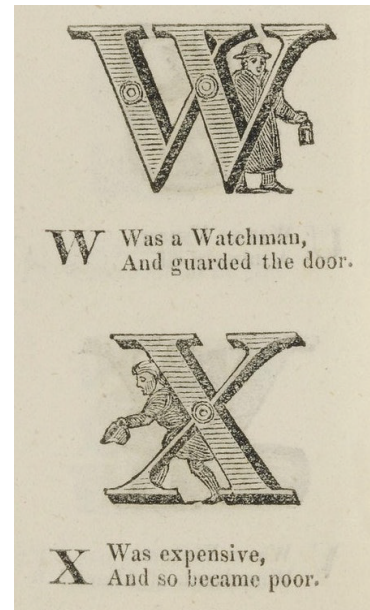 W
W Was a Watchman,
And guarded the door.
X
X Was expensive,
And so became poor.